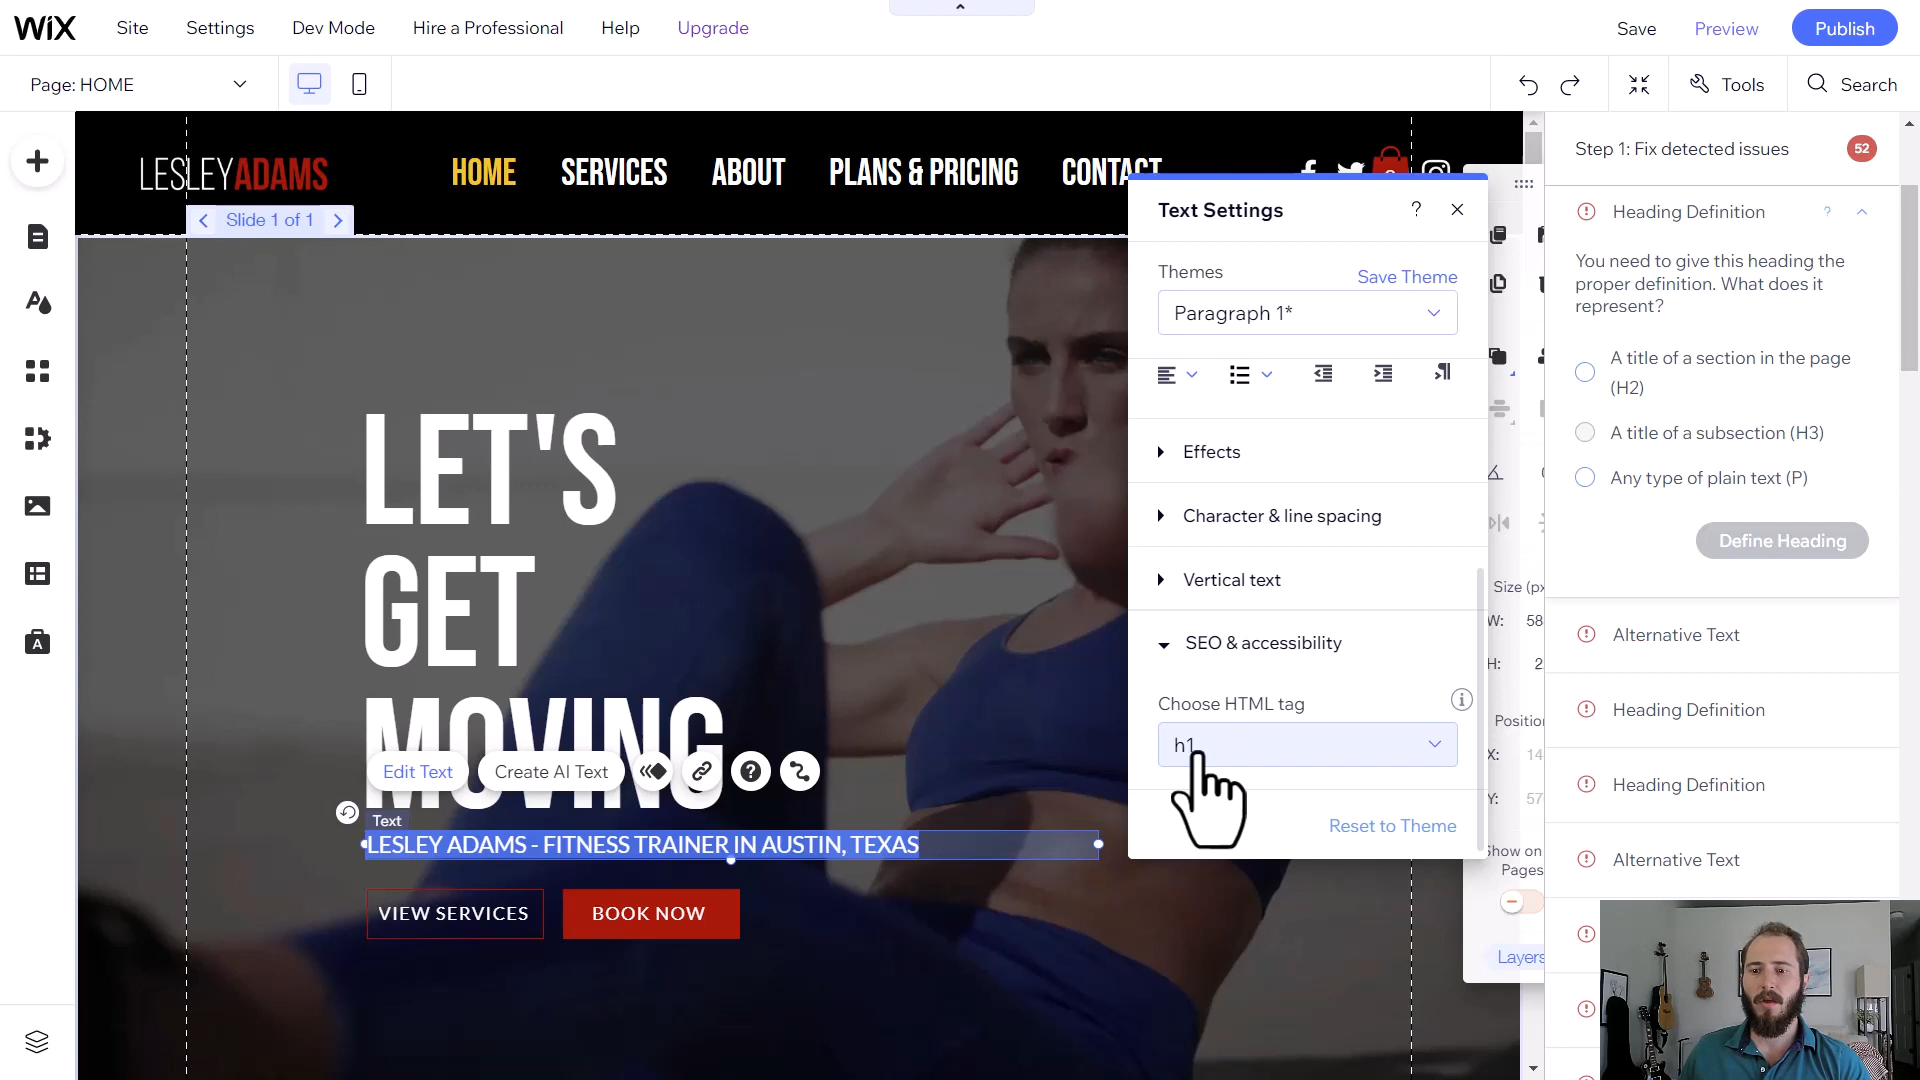 WiX
Site
Settings
Dev Mode
Hire a Professional
Help
Upgrade
Save
Preview
Publish
Page: HOME
Tools
Search
LESLEYADAMS
HOME
SERVICES
ABOUT
PLANS & PRICING
CONTACT
Slide 1 of 1
LET'S
GET
MOVING
Edit Text
Create AI Text
Text
LESLEY ADAMS - FITNESS TRAINER IN AUSTIN, TEXAS
VIEW SERVICES
BOOK NOW
Text Settings
?
Themes
Save Theme
Paragraph 1*
Effects
Character & line spacing
Vertical text
SEO & accessibility
Choose HTML tag
h1
Reset to Theme
Size (px
W: 58
H: 2
Position
X: 14
Y: 57
Show on
Pages
Layers
Step 1: Fix detected issues
52
Heading Definition
?
You need to give this heading the
proper definition. What does it
represent?
A title of a section in the page
(H2)
A title of a subsection (H3)
Any type of plain text (P)
Define Heading
Alternative Text
Heading Definition
Heading Definition
Alternative Text